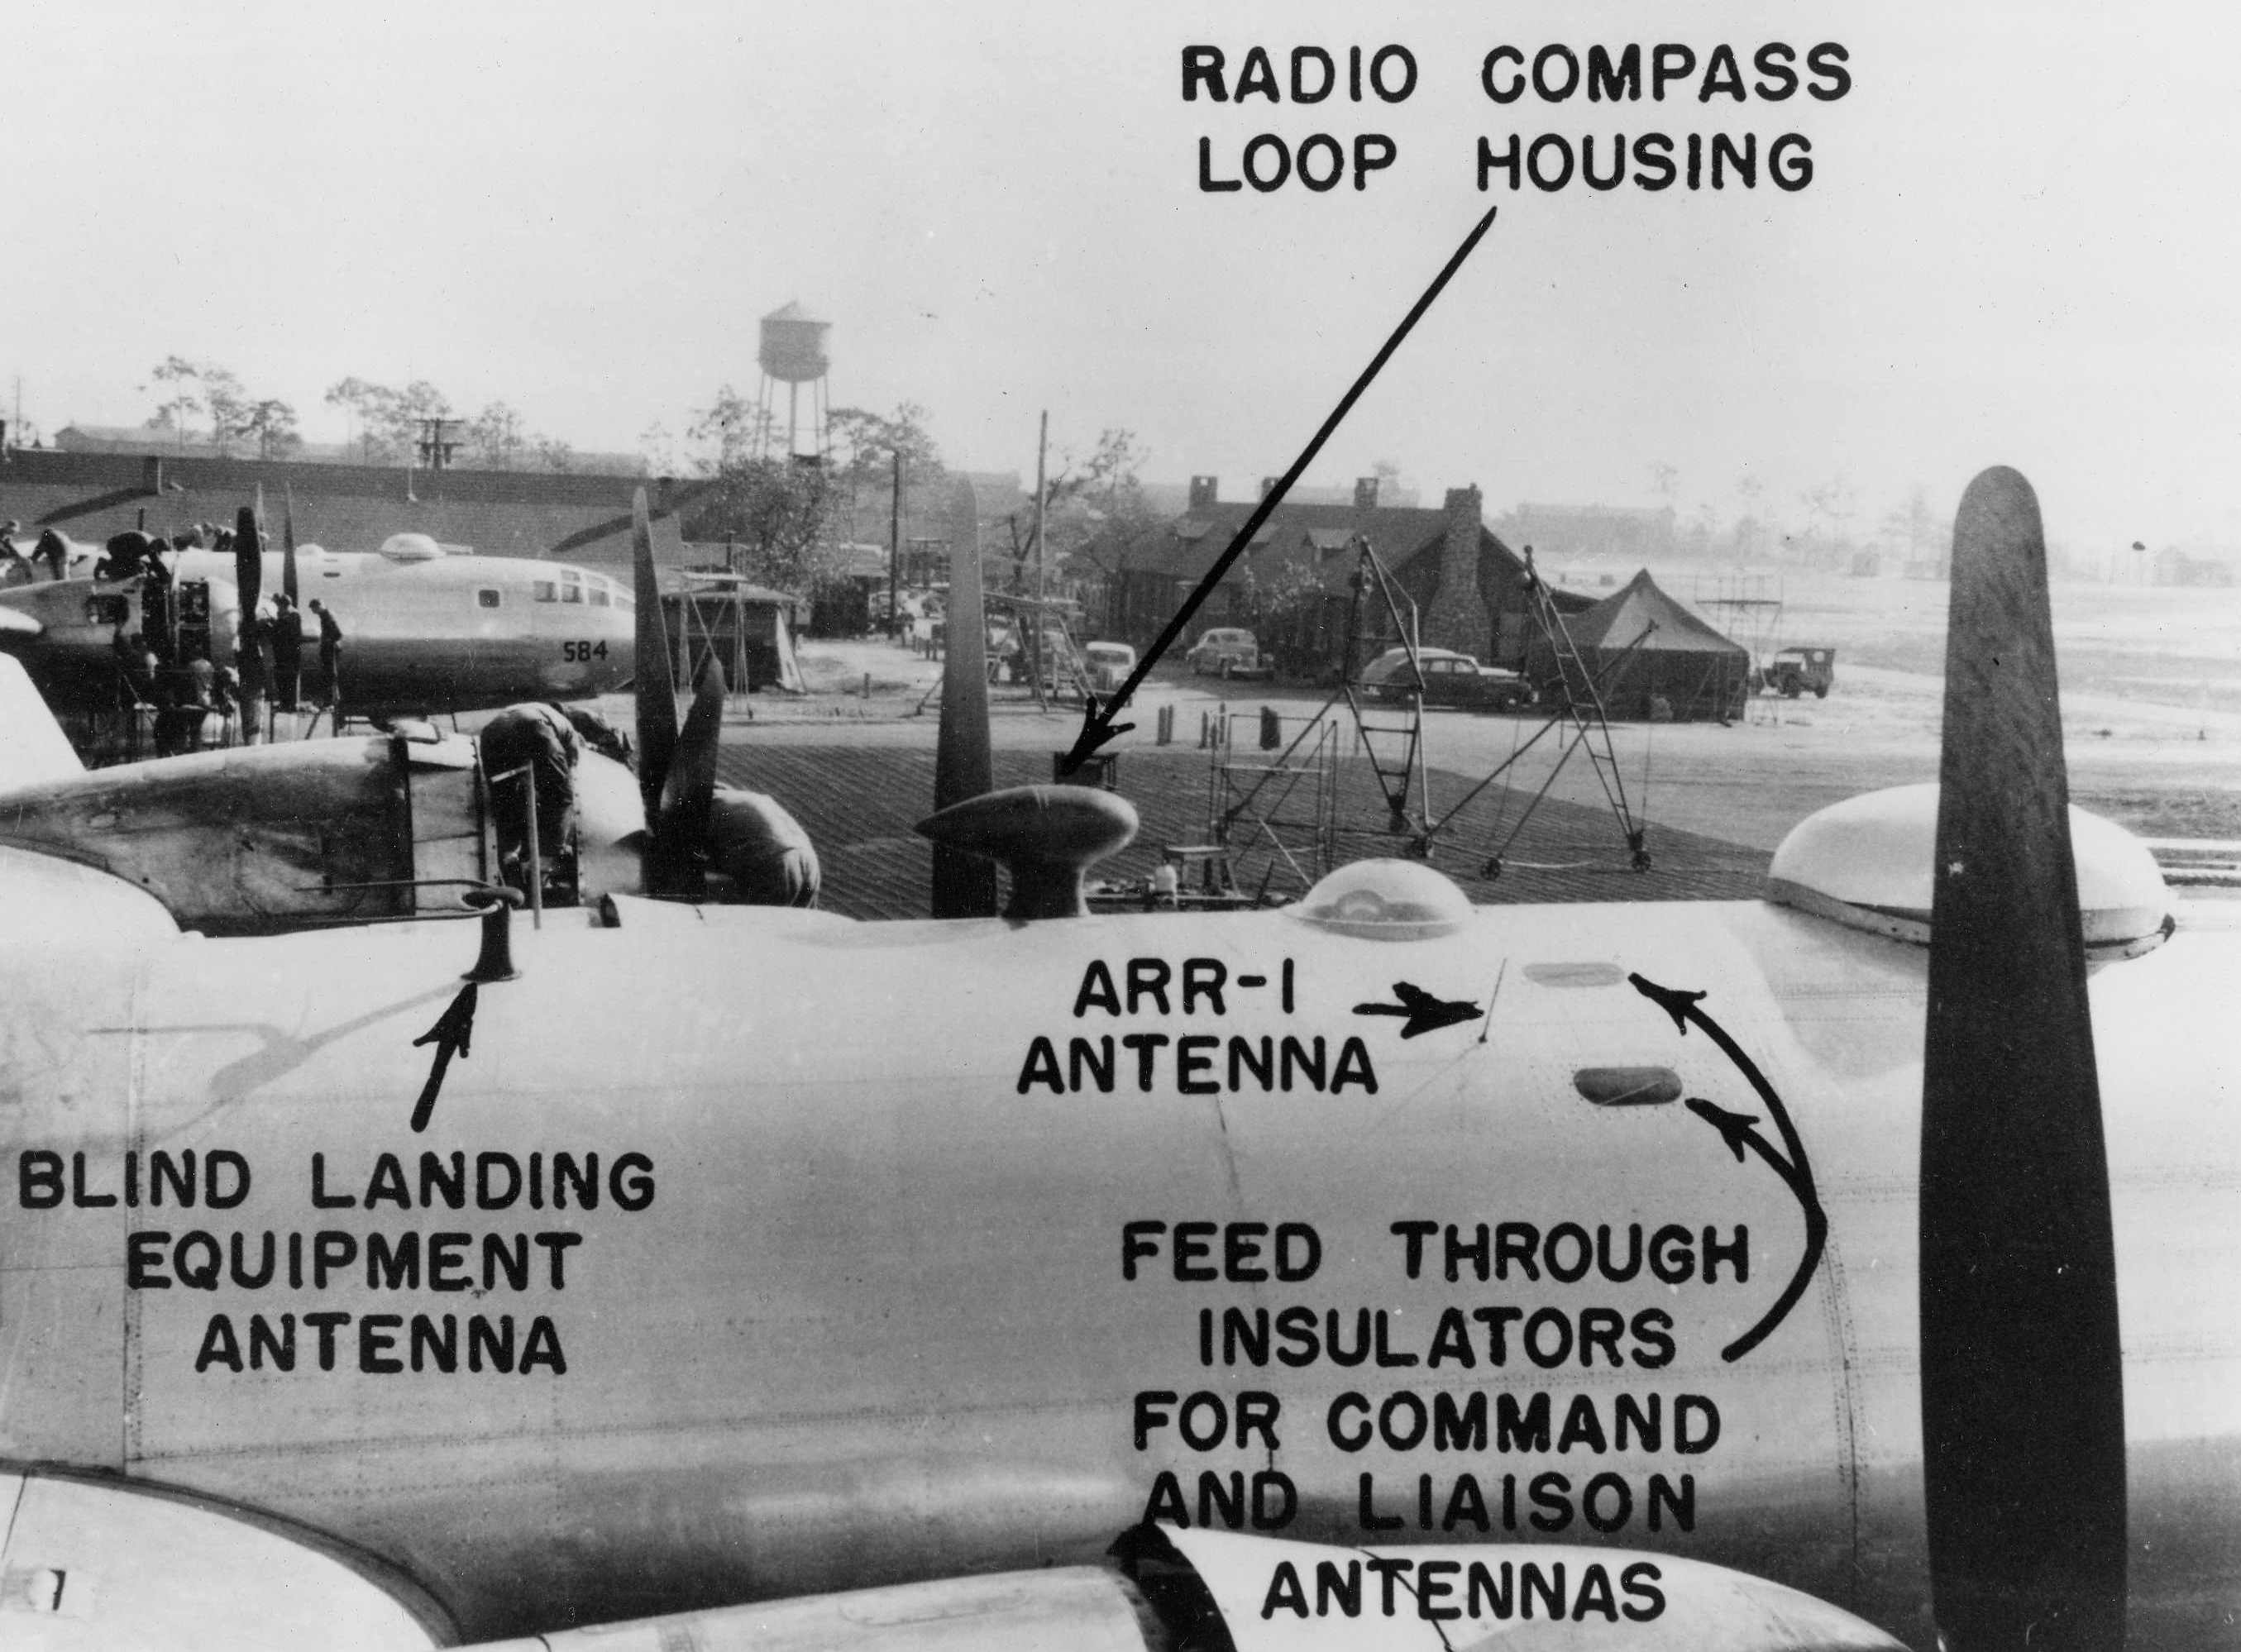 RADIO COMPASS
LOOP HOUSING
584
ARR-1
ANTENNA
BLIND LANDING
EQUIPMENT
ANTENNA
FEED THROUGH
INSULATORS
FOR COMMAND
AND LIAISON
ANTENNAS